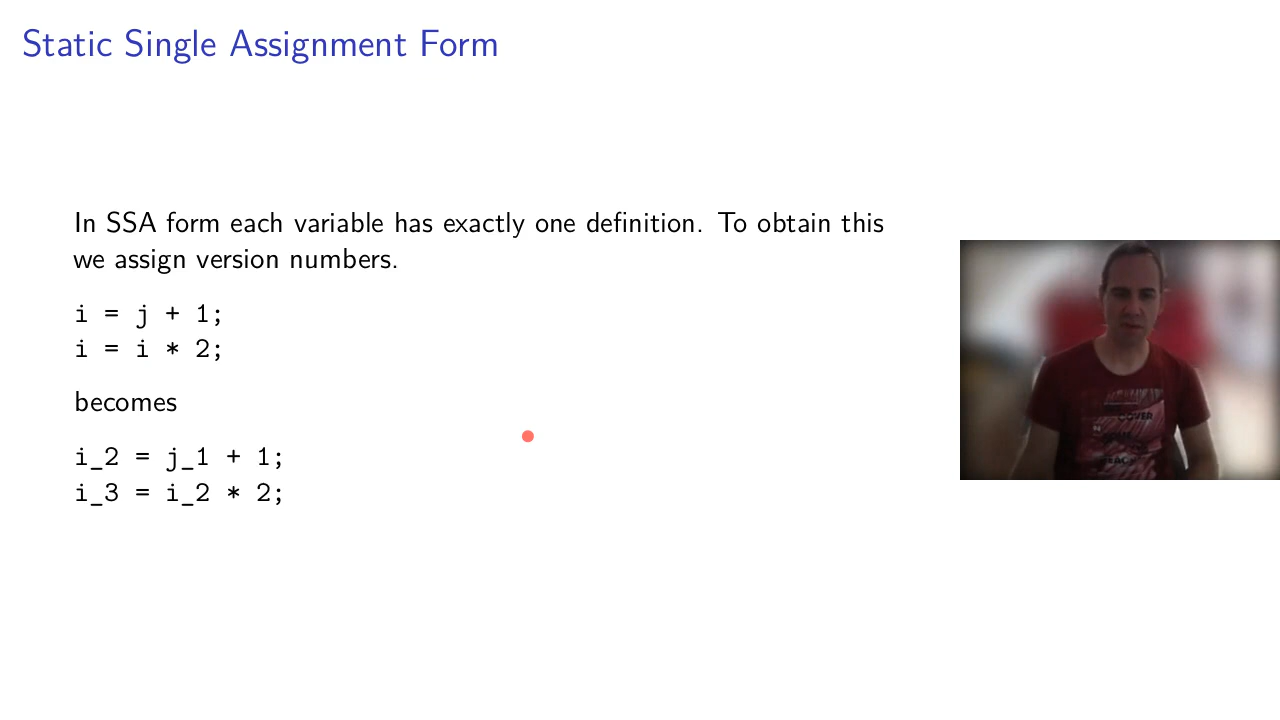 Static Single Assignment Form
In SSA form each variable has exactly one definition. To obtain this
we assign version numbers.
i = j + 1;
i = i * 2;
becomes
i_2 = j_1 + 1;
i_3 = i_2 * 2;
COVER